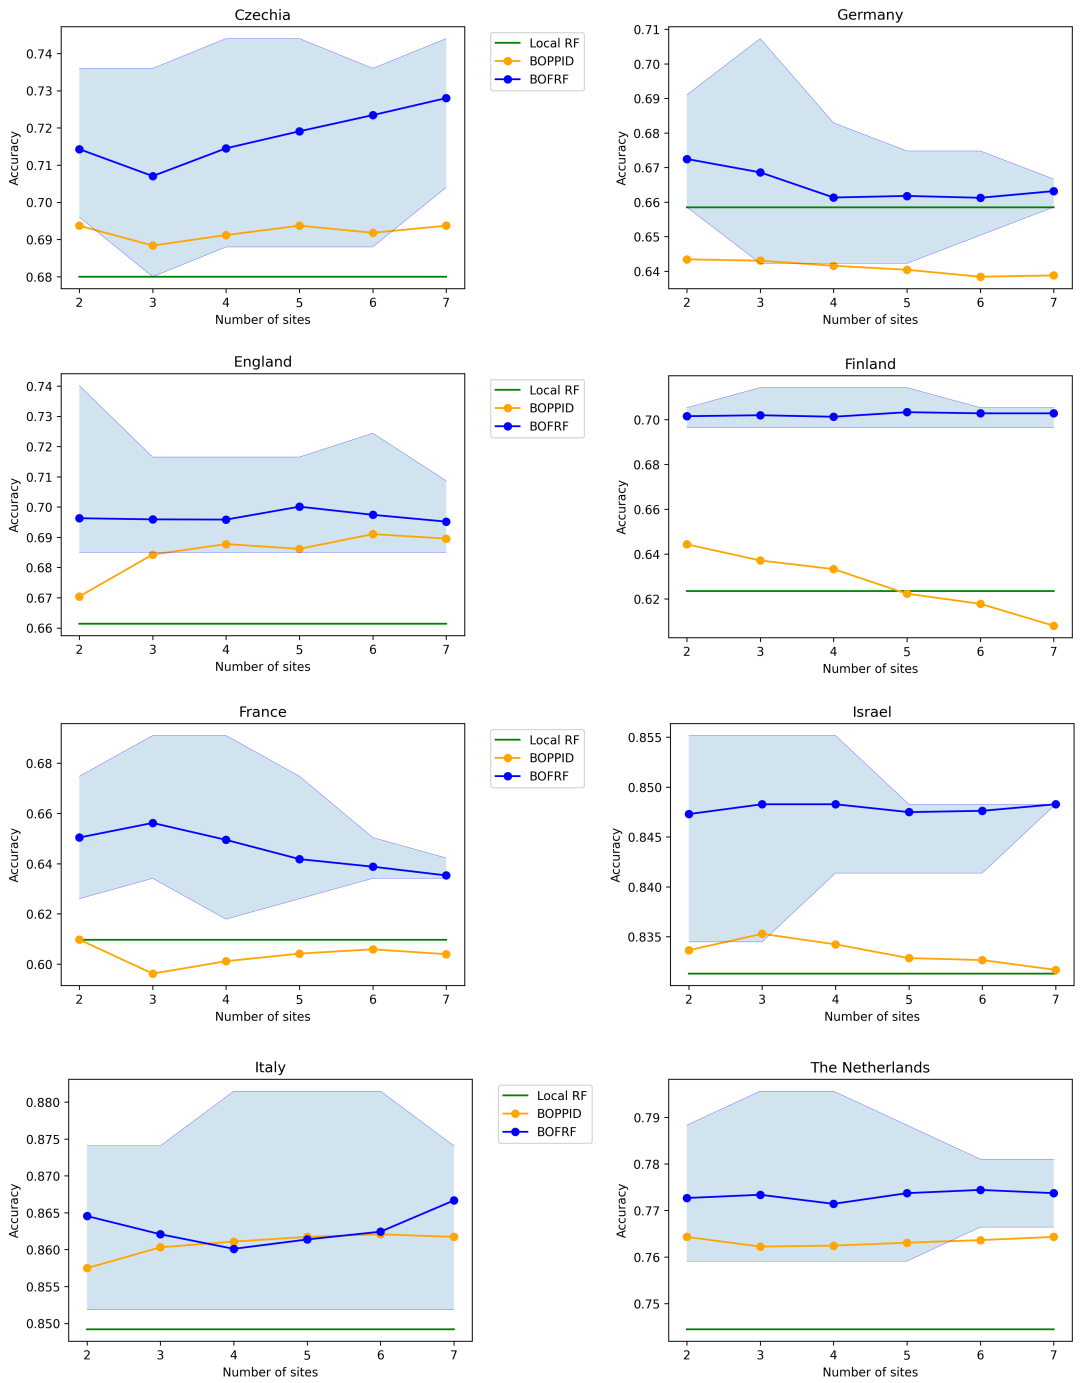 Czechia
0.74
0.73
0.72
0.71
0.70
0.69
0.68
Accuracy
2 3 4 5 6 7
Number of sites
Local RF
BOPPID
BOFRF
Germany
0.71
0.70
0.69
0.68
0.67
0.66
0.65
0.64
Accuracy
2 3 4 5 6 7
Number of sites
England
0.74
0.73
0.72
0.71
0.70
0.69
0.68
0.67
0.66
Accuracy
2 3 4 5 6 7
Number of sites
Local RF
BOPPID
BOFRF
Finland
0.70
0.68
0.66
0.64
0.62
Accuracy
2 3 4 5 6 7
Number of sites
France
0.68
0.66
0.64
0.62
0.60
Accuracy
2 3 4 5 6 7
Number of sites
Local RF
BOPPID
BOFRF
Israel
0.855
0.850
0.845
0.840
0.835
Accuracy
2 3 4 5 6 7
Number of sites
Italy
0.880
0.875
0.870
0.865
0.860
0.855
0.850
Accuracy
2 3 4 5 6 7
Number of sites
Local RF
BOPPID
BOFRF
The Netherlands
0.79
0.78
0.77
0.76
0.75
Accuracy
2 3 4 5 6 7
Number of sites